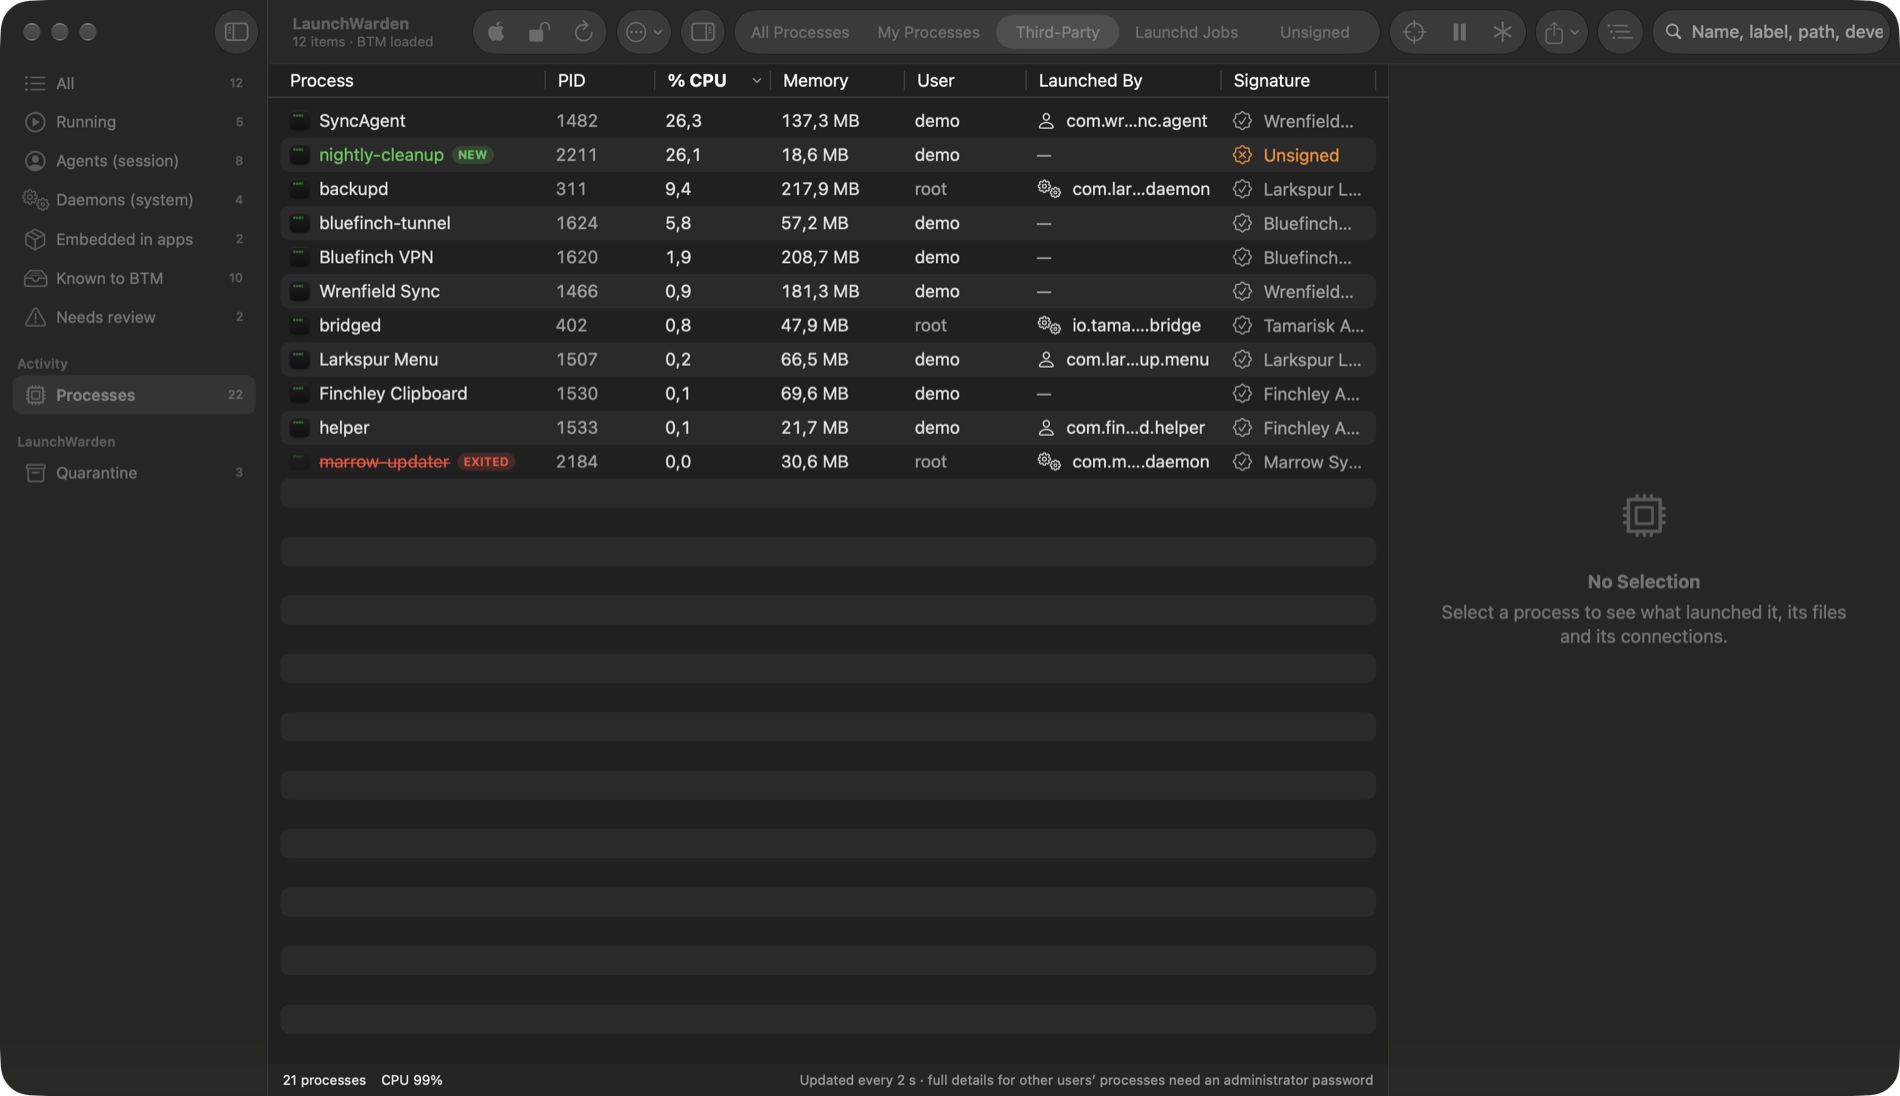 LaunchWarden
12 items · BTM loaded
All Processes
My Processes
Third-Party
Launchd Jobs
Unsigned
Name, label, path, deve
All 12
Running 5
Agents (session) 8
Daemons (system) 4
Embedded in apps 2
Known to BTM 10
Needs review 2
Activity
Processes 22
LaunchWarden
Quarantine 3
Process PID % CPU Memory User Launched By Signature
SyncAgent 1482 26,3 137,3 MB demo com.wr...nc.agent Wrenfield...
nightly-cleanup NEW 2211 26,1 18,6 MB demo — Unsigned
backupd 311 9,4 217,9 MB root com.lar...daemon Larkspur L...
bluefinch-tunnel 1624 5,8 57,2 MB demo — Bluefinch...
Bluefinch VPN 1620 1,9 208,7 MB demo — Bluefinch...
Wrenfield Sync 1466 0,9 181,3 MB demo — Wrenfield...
bridged 402 0,8 47,9 MB root io.tama....bridge Tamarisk A...
Larkspur Menu 1507 0,2 66,5 MB demo com.lar...up.menu Larkspur L...
Finchley Clipboard 1530 0,1 69,6 MB demo — Finchley A...
helper 1533 0,1 21,7 MB demo com.fin...d.helper Finchley A...
marrow-updater EXITED 2184 0,0 30,6 MB root com.m....daemon Marrow Sy...
No Selection
Select a process to see what launched it, its files
and its connections.
21 processes CPU 99%
Updated every 2 s · full details for other users’ processes need an administrator password